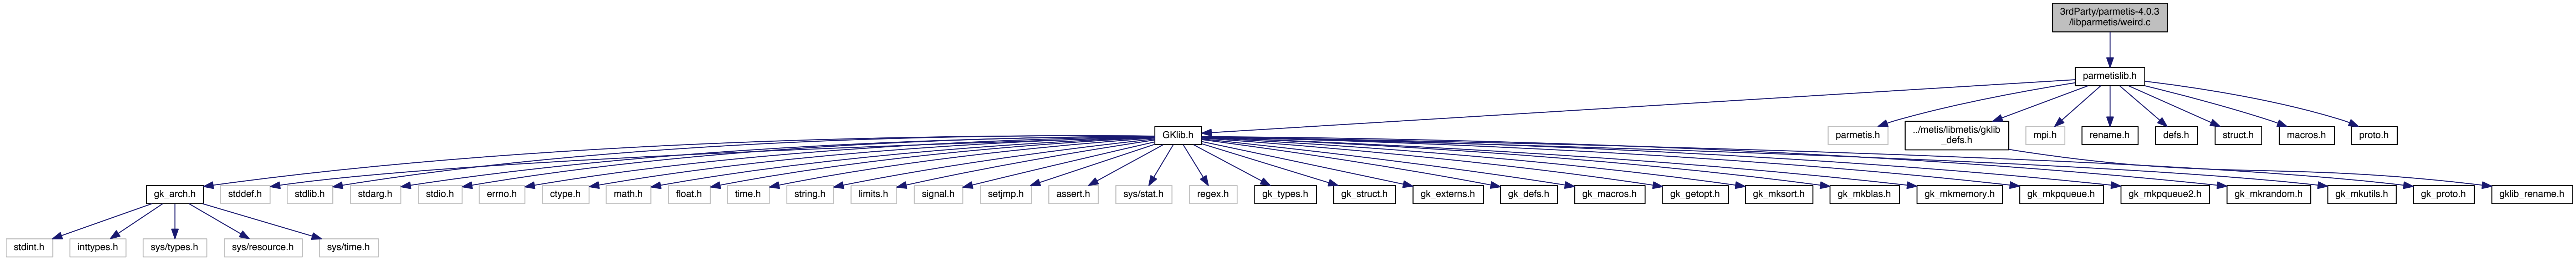 3rdParty/parmetis-4.0.3
/libparmetis/weird.c
parmetislib.h
GKlib.h
parmetis.h
../metis/libmetis/gklib
_defs.h
mpi.h
rename.h
defs.h
struct.h
macros.h
proto.h
gk_arch.h
stddef.h
stdlib.h
stdarg.h
stdio.h
errno.h
ctype.h
math.h
float.h
time.h
string.h
limits.h
signal.h
setjmp.h
assert.h
sys/stat.h
regex.h
gk_types.h
gk_struct.h
gk_externs.h
gk_defs.h
gk_macros.h
gk_getopt.h
gk_mksort.h
gk_mkblas.h
gk_mkmemory.h
gk_mkpqueue.h
gk_mkpqueue2.h
gk_mkrandom.h
gk_mkutils.h
gk_proto.h
gklib_rename.h
stdint.h
inttypes.h
sys/types.h
sys/resource.h
sys/time.h